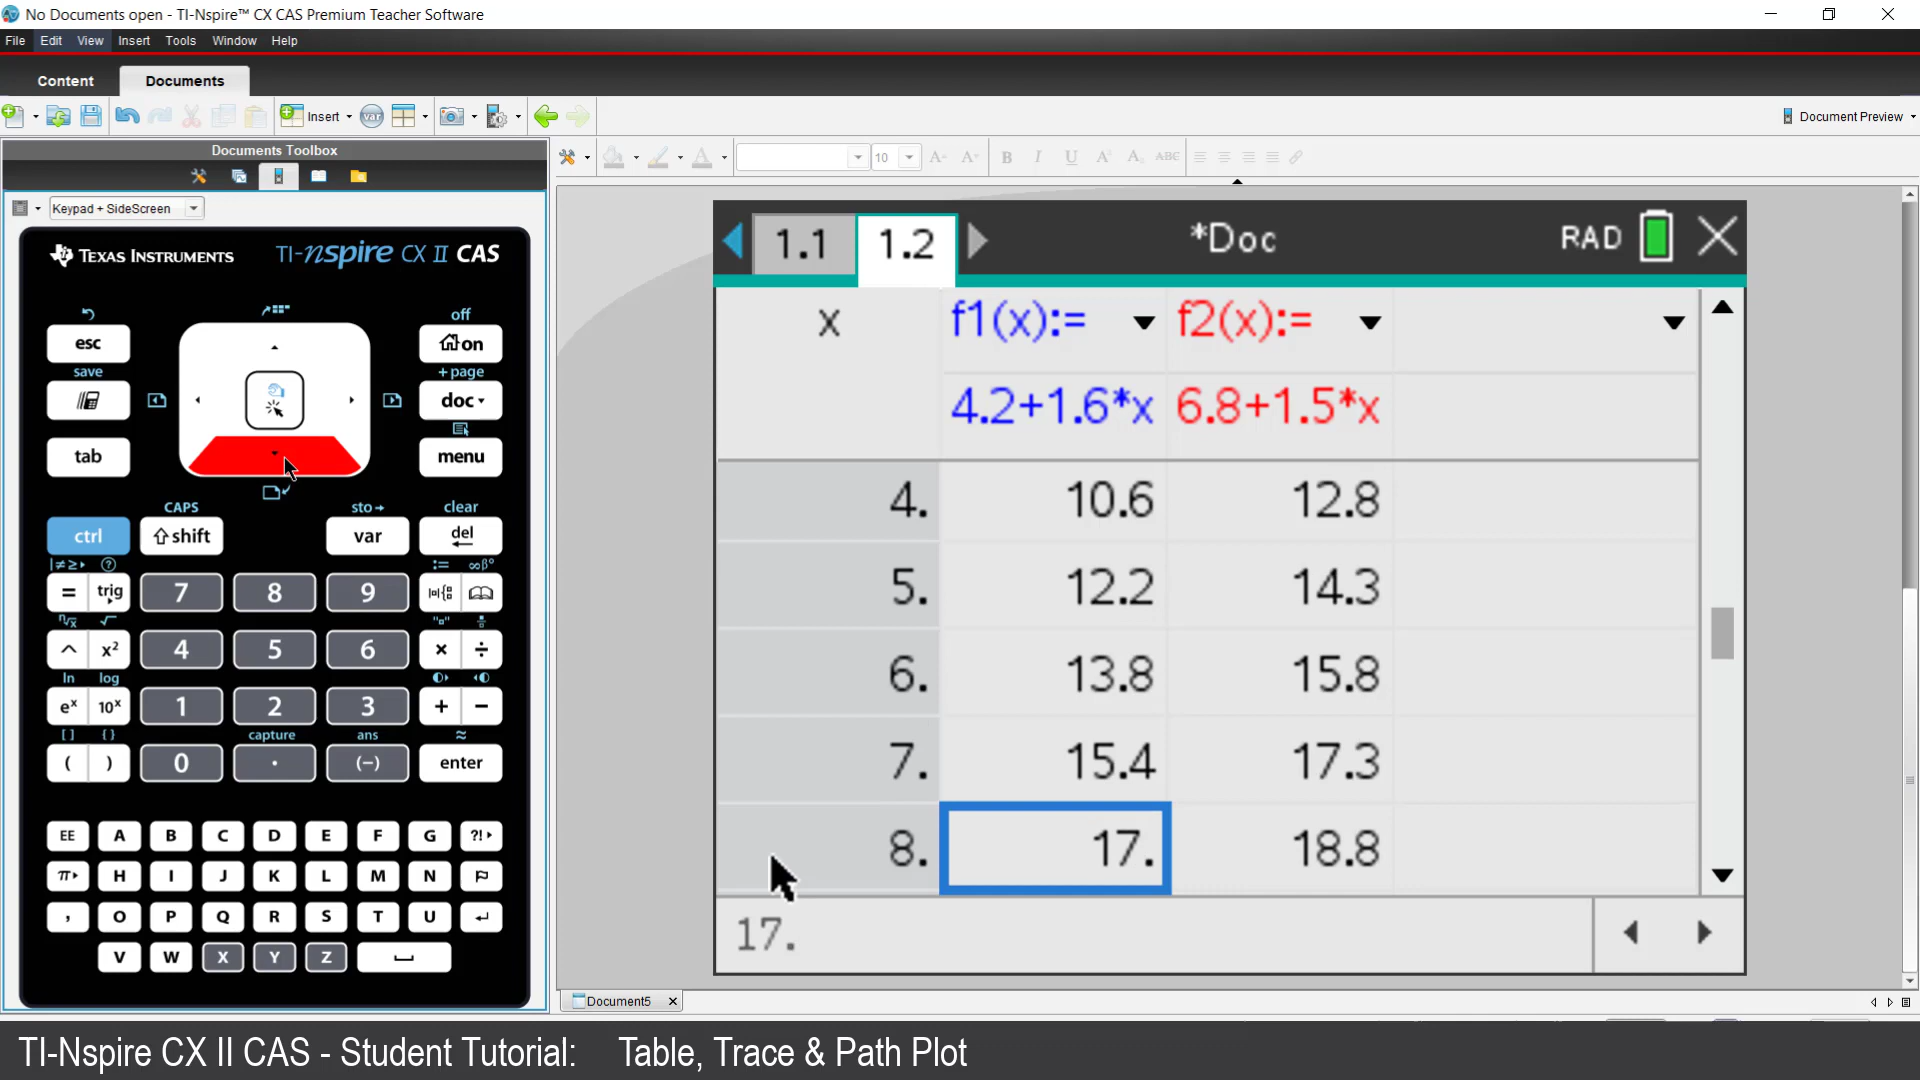 No Documents open - TI-Nspire™ CX CAS Premium Teacher Software
File Edit View Insert Tools Window Help
Content Documents
Insert var Document Preview
Documents Toolbox
10 A A B I U A A ABC
Keypad + SideScreen
TEXAS INSTRUMENTS TI-nspire CX II CAS
off
esc on
save + page
doc
tab menu
CAPS sto→ clear
ctrl shift var del
|≠≥▸ ? := ∞β°
= trig 7 8 9 |□|{
ⁿ√x √ "□"
^ x² 4 5 6 × ÷
ln log
eˣ 10ˣ 1 2 3 + −
[ ] { } capture ans ≈
( ) 0 . (−) enter
EE A B C D E F G ?!▸
π▸ H I J K L M N
, O P Q R S T U
V W X Y Z
1.1 1.2 *Doc RAD
x f1(x):= f2(x):=
4.2+1.6*x 6.8+1.5*x
4. 10.6 12.8
5. 12.2 14.3
6. 13.8 15.8
7. 15.4 17.3
8. 17. 18.8
17.
Document5
TI-Nspire CX II CAS - Student Tutorial: Table, Trace & Path Plot